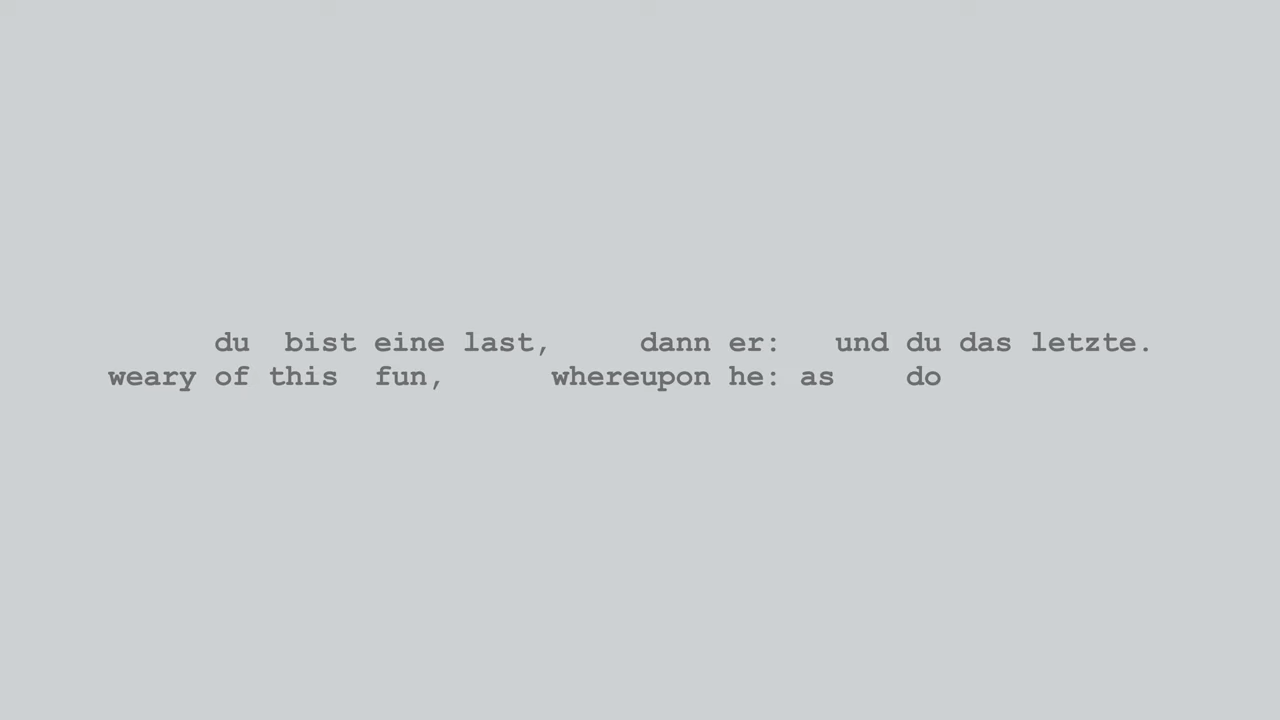 du bist eine last, dann er: und du das letzte.
weary of this fun, whereupon he: as do